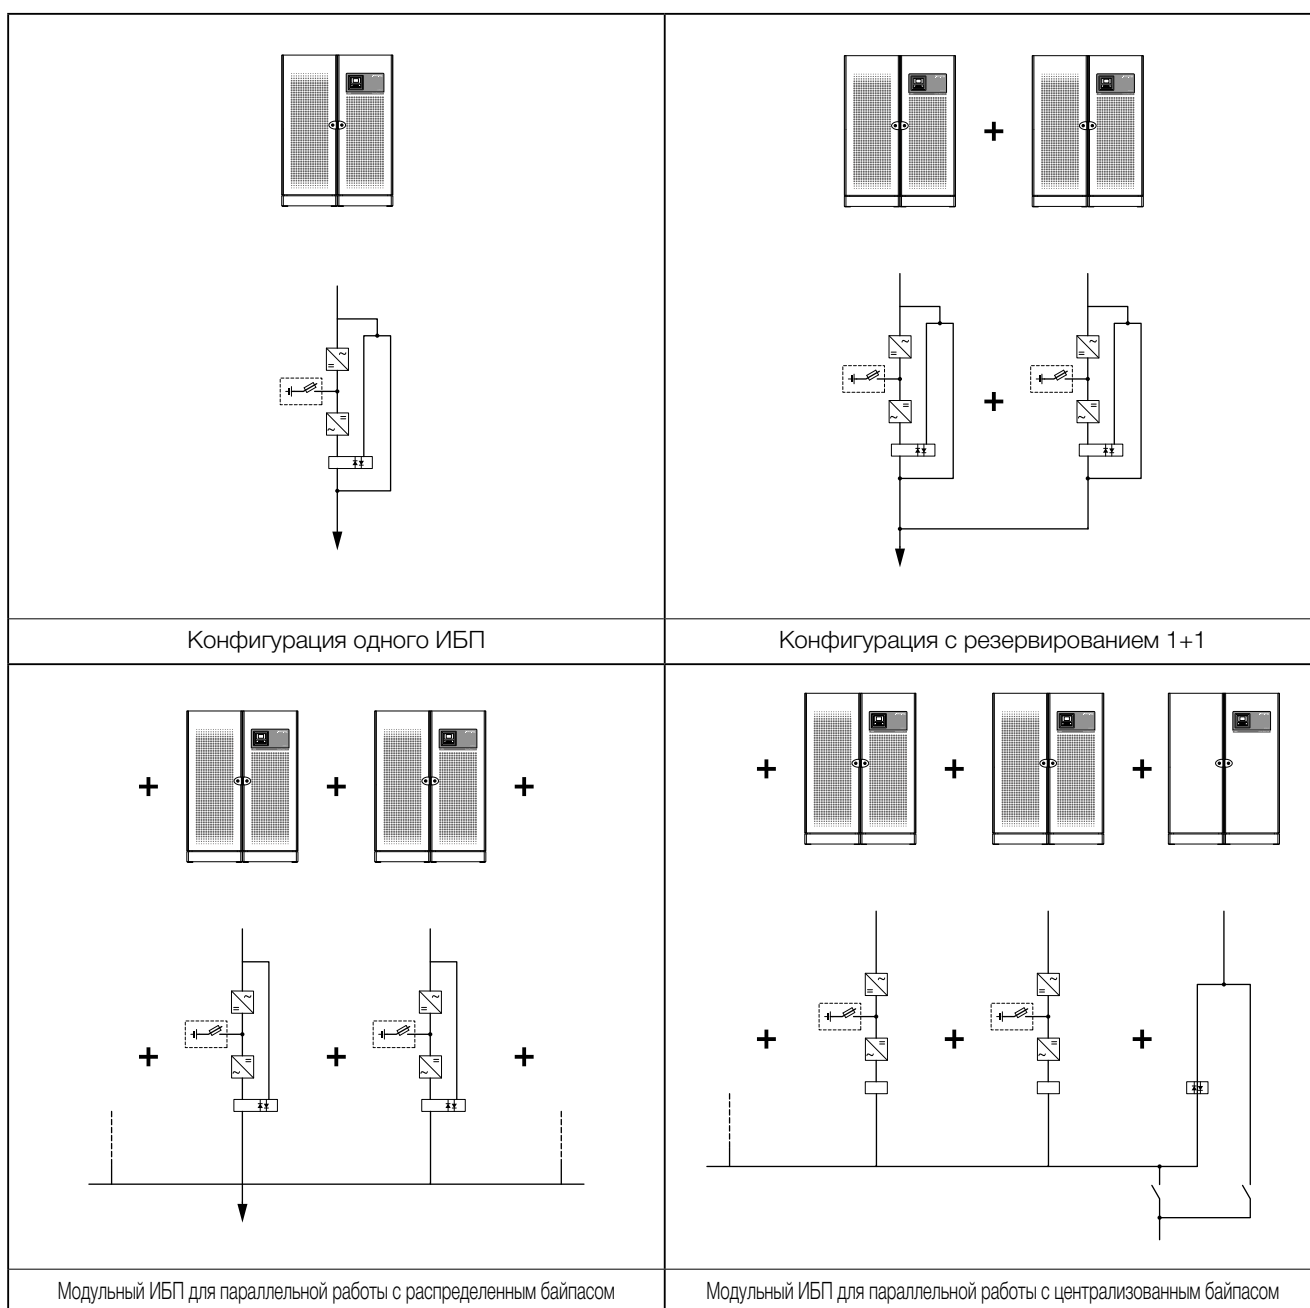 Конфигурация одного ИБП
Конфигурация с резервированием 1+1
Модульный ИБП для параллельной работы с распределенным байпасом
Модульный ИБП для параллельной работы с централизованным байпасом